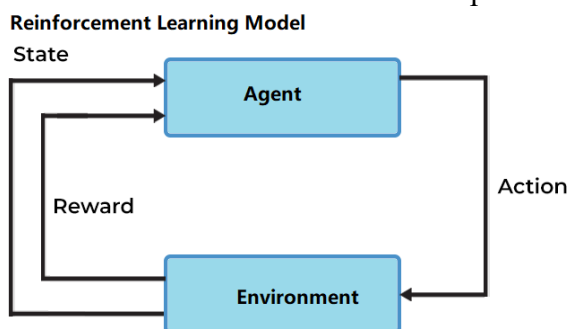 Reinforcement Learning Model
State
Agent
Action
Reward
Environment